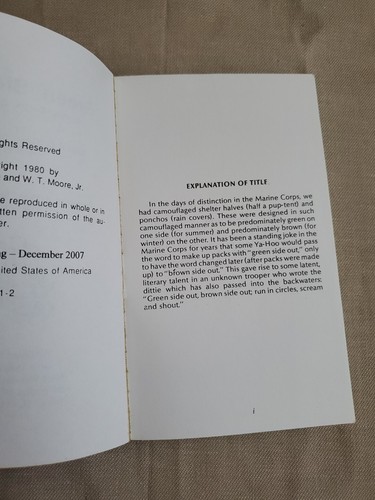 ghts Reserved
ight 1980 by
and W. T. Moore, Jr.
e reproduced in whole or in
tten permission of the au-
er.
ng – December 2007
nited States of America
1-2
EXPLANATION OF TITLE
In the days of distinction in the Marine Corps, we
had camouflaged shelter halves (half a pup-tent) and
ponchos (rain covers). These were designed in such
camouflaged manner as to be predominately green on
one side (for summer) and predominately brown (for
winter) on the other. It has been a standing joke in the
Marine Corps for years that some Ya-Hoo would pass
the word to make up packs with "green side out," only
to have the word changed later (after packs were made
up) to "brown side out." This gave rise to some latent,
literary talent in an unknown trooper who wrote the
dittie which has also passed into the backwaters:
"Green side out, brown side out; run in circles, scream
and shout."
i